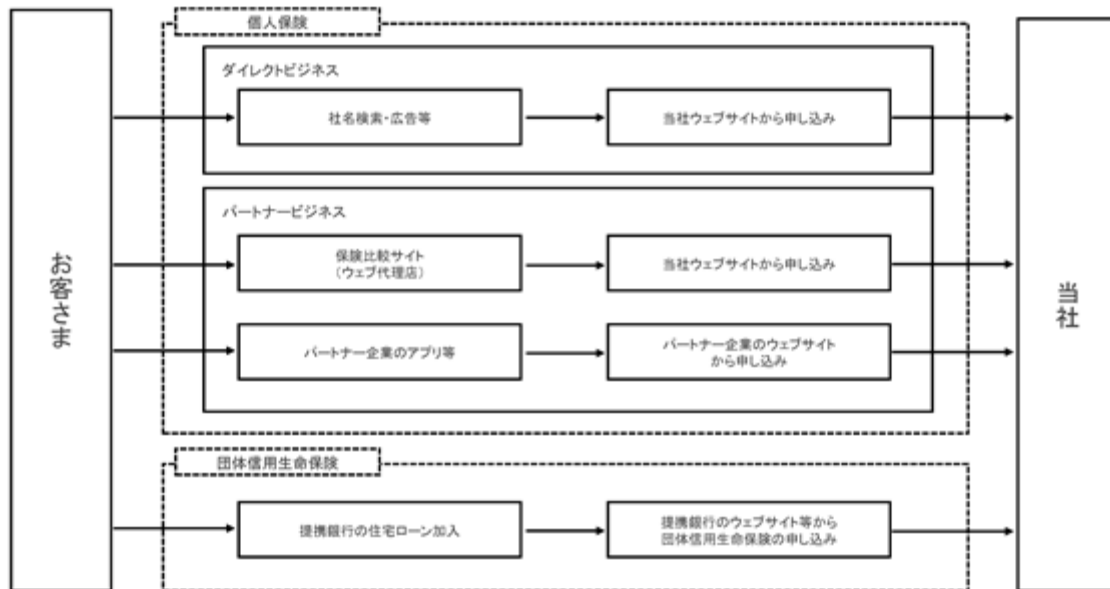 個人保険
ダイレクトビジネス
社名検索・広告等
当社ウェブサイトから申し込み
パートナービジネス
保険比較サイト
（ウェブ代理店）
当社ウェブサイトから申し込み
パートナー企業のアプリ等
パートナー企業のウェブサイト
から申し込み
お客さま
当社
団体信用生命保険
提携銀行の住宅ローン加入
提携銀行のウェブサイト等から
団体信用生命保険の申し込み